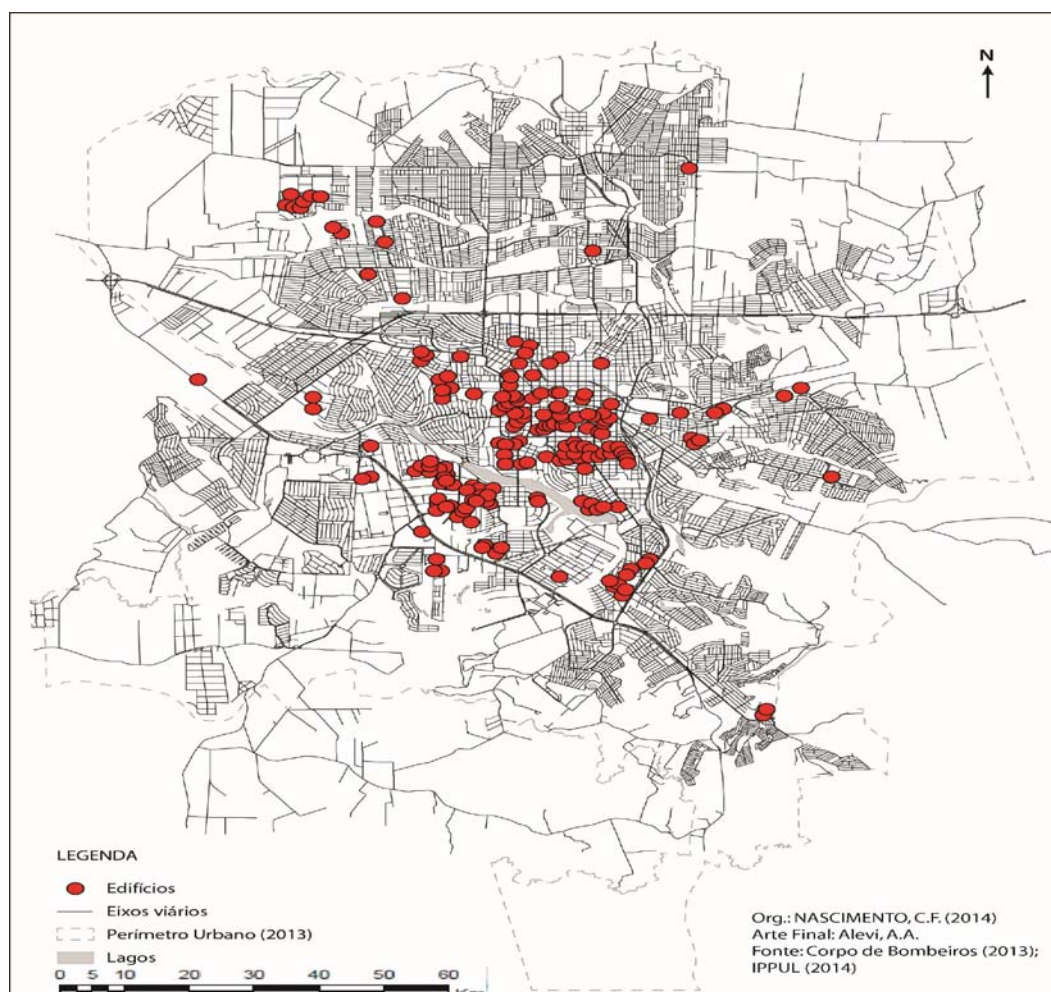 N
LEGENDA
Edifícios
Eixos viários
Perímetro Urbano (2013)
Lagos
0 5 10 20 30 40 50 60
Km
Org.: NASCIMENTO, C.F. (2014)
Arte Final: Alevi, A.A.
Fonte: Corpo de Bombeiros (2013);
IPPUL (2014)